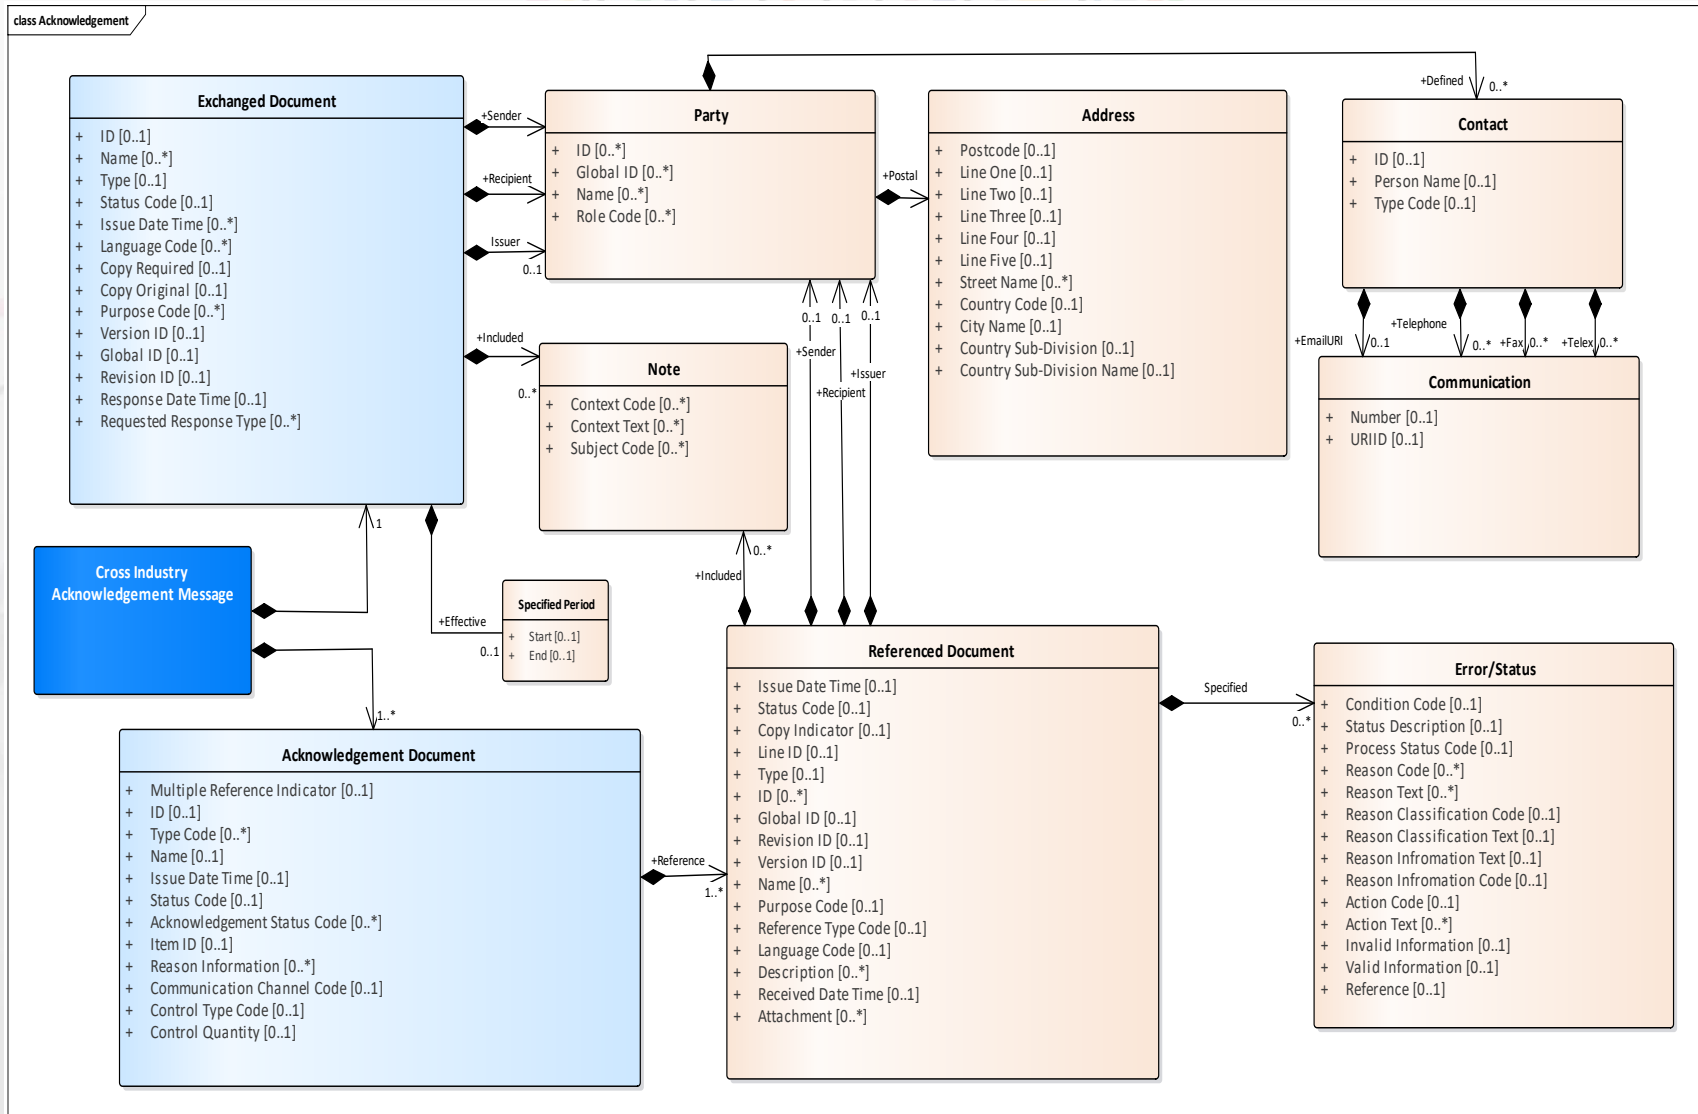 class Acknowledgement
Exchanged Document
+ ID [0..1]
+ Name [0..*]
+ Type [0..1]
+ Status Code [0..1]
+ Issue Date Time [0..*]
+ Language Code [0..*]
+ Copy Required [0..1]
+ Copy Original [0..1]
+ Purpose Code [0..*]
+ Version ID [0..1]
+ Global ID [0..1]
+ Revision ID [0..1]
+ Response Date Time [0..1]
+ Requested Response Type [0..*]
+Sender
+Recipient
Issuer
0..1
+Included
0..*
Party
+ ID [0..*]
+ Global ID [0..*]
+ Name [0..*]
+ Role Code [0..*]
+Postal
Address
+ Postcode [0..1]
+ Line One [0..1]
+ Line Two [0..1]
+ Line Three [0..1]
+ Line Four [0..1]
+ Line Five [0..1]
+ Street Name [0..*]
+ Country Code [0..1]
+ City Name [0..1]
+ Country Sub-Division [0..1]
+ Country Sub-Division Name [0..1]
+Defined
0..*
Contact
+ ID [0..1]
+ Person Name [0..1]
+ Type Code [0..1]
+EmailURI
0..1
+Telephone
0..*
+Fax
0..*
+Telex
0..*
Communication
+ Number [0..1]
+ URIID [0..1]
Note
+ Context Code [0..*]
+ Context Text [0..*]
+ Subject Code [0..*]
0..1
+Sender
0..1
+Recipient
0..1
+Issuer
0..*
+Included
1
Cross Industry
Acknowledgement Message
+Effective
0..1
Specified Period
+ Start [0..1]
+ End [0..1]
1..*
Acknowledgement Document
+ Multiple Reference Indicator [0..1]
+ ID [0..1]
+ Type Code [0..*]
+ Name [0..1]
+ Issue Date Time [0..1]
+ Status Code [0..1]
+ Acknowledgement Status Code [0..*]
+ Item ID [0..1]
+ Reason Information [0..*]
+ Communication Channel Code [0..1]
+ Control Type Code [0..1]
+ Control Quantity [0..1]
+Reference
1..*
Referenced Document
+ Issue Date Time [0..1]
+ Status Code [0..1]
+ Copy Indicator [0..1]
+ Line ID [0..1]
+ Type [0..1]
+ ID [0..*]
+ Global ID [0..1]
+ Revision ID [0..1]
+ Version ID [0..1]
+ Name [0..*]
+ Purpose Code [0..1]
+ Reference Type Code [0..1]
+ Language Code [0..1]
+ Description [0..*]
+ Received Date Time [0..1]
+ Attachment [0..*]
Specified
0..*
Error/Status
+ Condition Code [0..1]
+ Status Description [0..1]
+ Process Status Code [0..1]
+ Reason Code [0..*]
+ Reason Text [0..*]
+ Reason Classification Code [0..1]
+ Reason Classification Text [0..1]
+ Reason Infromation Text [0..1]
+ Reason Infromation Code [0..1]
+ Action Code [0..1]
+ Action Text [0..*]
+ Invalid Information [0..1]
+ Valid Information [0..1]
+ Reference [0..1]